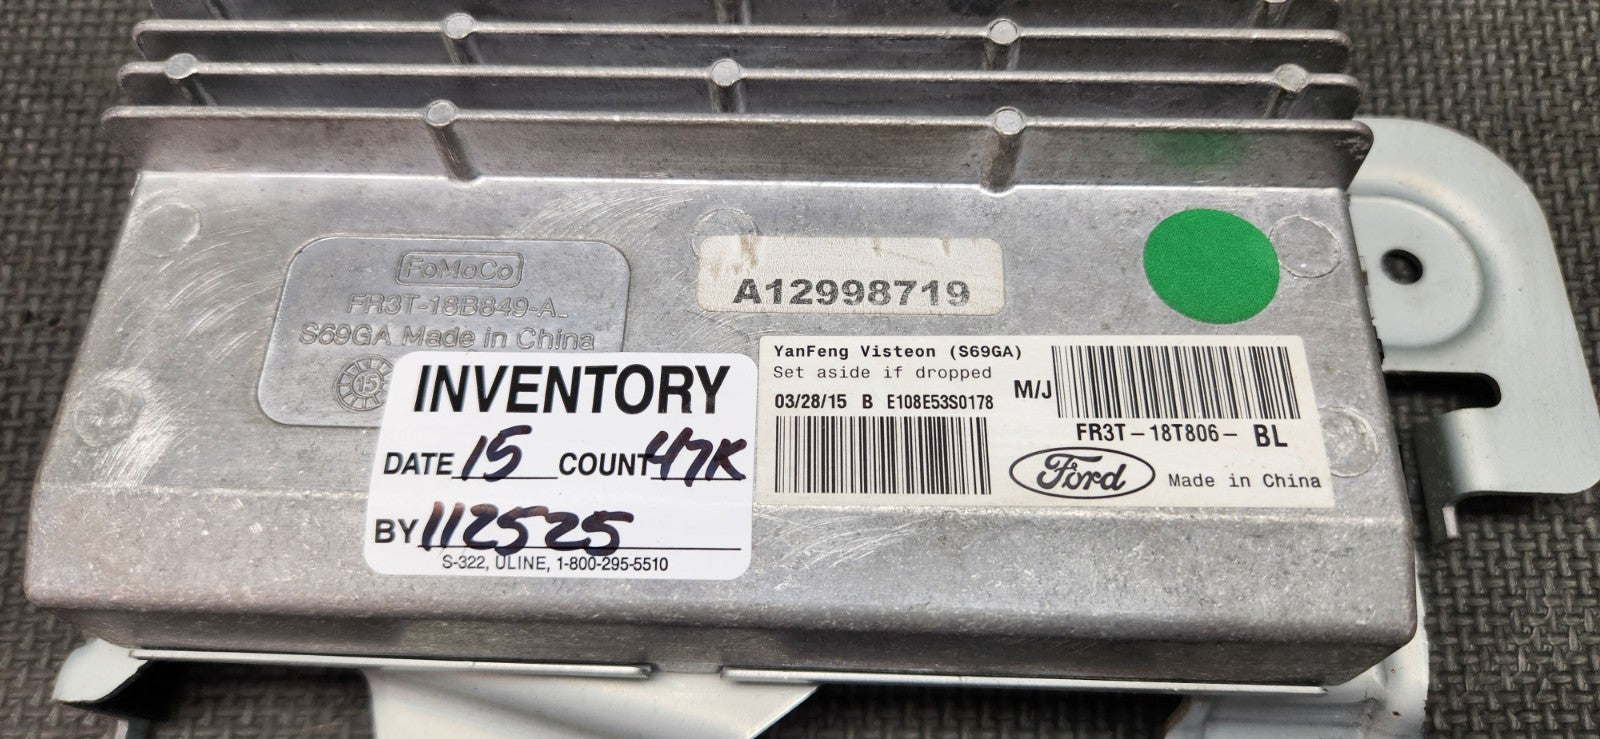 FoMoCo
FR3T-18B849-A_
S69GA Made in China
15
A12998719
YanFeng Visteon (S69GA)
Set aside if dropped
03/28/15 B E108E53S0178
M/J
FR3T-18T806- BL
Ford
Made in China
INVENTORY
DATE 15 COUNT 47K
BY 112525
S-322, ULINE, 1-800-295-5510